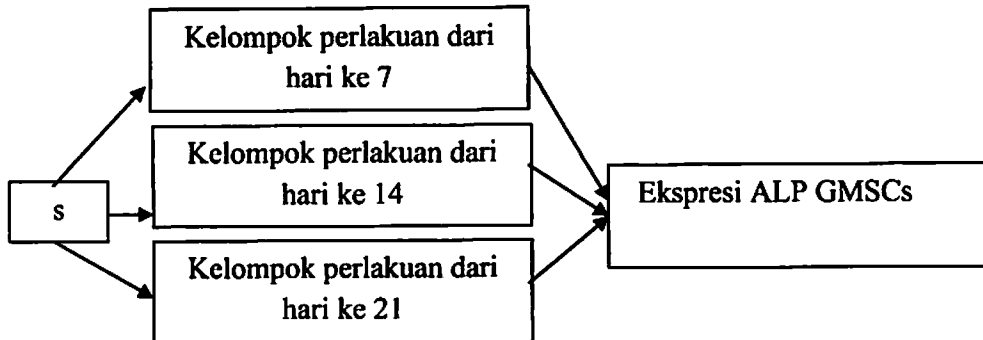 Kelompok perlakuan dari
hari ke 7
Kelompok perlakuan dari
hari ke 14
s
Ekspresi ALP GMSCs
Kelompok perlakuan dari
hari ke 21